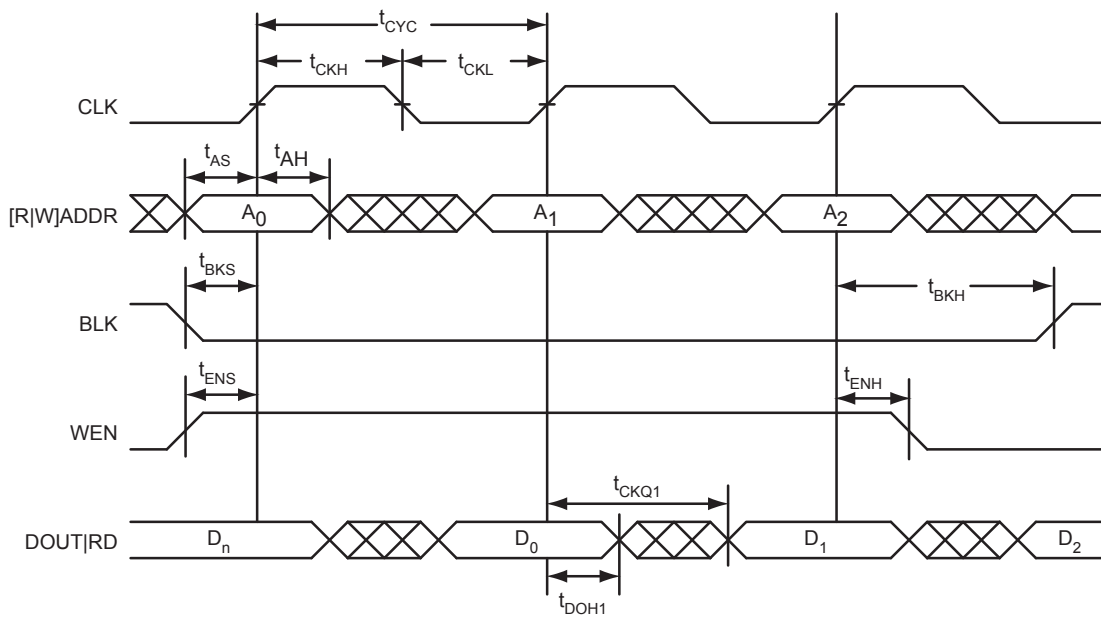 tCYC
tCKH tCKL
CLK
tAS tAH
[R|W]ADDR A0 A1 A2
tBKS tBKH
BLK
tENS tENH
WEN
tCKQ1
DOUT|RD Dn D0 D1 D2
tDOH1